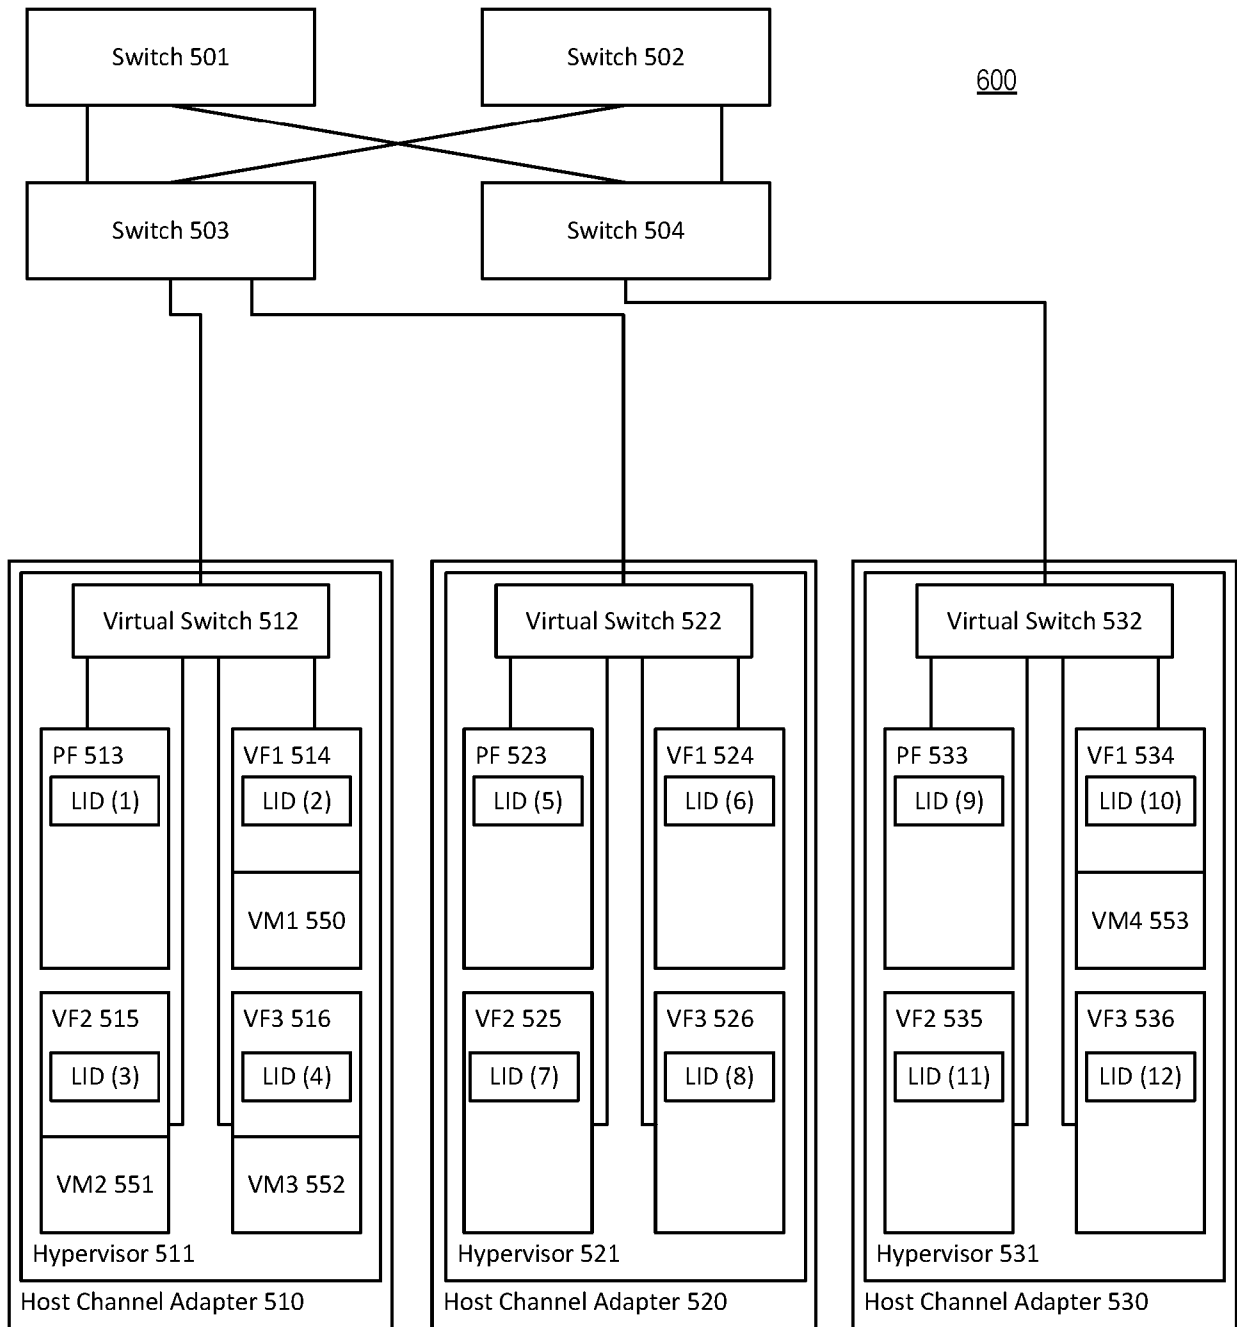 Switch 501
Switch 502
600
Switch 503
Switch 504
Virtual Switch 512
Virtual Switch 522
Virtual Switch 532
PF 513
LID (1)
VF1 514
LID (2)
VM1 550
VF2 515
LID (3)
VM2 551
VF3 516
LID (4)
VM3 552
Hypervisor 511
Host Channel Adapter 510
PF 523
LID (5)
VF1 524
LID (6)
VF2 525
LID (7)
VF3 526
LID (8)
Hypervisor 521
Host Channel Adapter 520
PF 533
LID (9)
VF1 534
LID (10)
VM4 553
VF2 535
LID (11)
VF3 536
LID (12)
Hypervisor 531
Host Channel Adapter 530